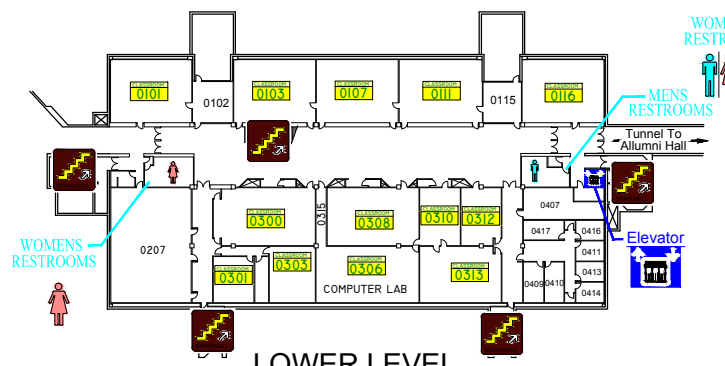 WOM
RESTR
CLASSROOM
0101
0102
CLASSROOM
0103
CLASSROOM
0107
CLASSROOM
0111
0115
CLASSROOM
0116
MENS
RESTROOMS
Tunnel To
Allumni Hall
WOMENS
RESTROOMS
0207
CLASSROOM
0300
0315
CLASSROOM
0308
CLASSROOM
0310
CLASSROOM
0312
0407
0417
0416
0411
0413
0414
0409
0410
Elevator
CLASSROOM
0301
CLASSROOM
0303
CLASSROOM
0306
COMPUTER LAB
CLASSROOM
0313
LOWER LEVEL